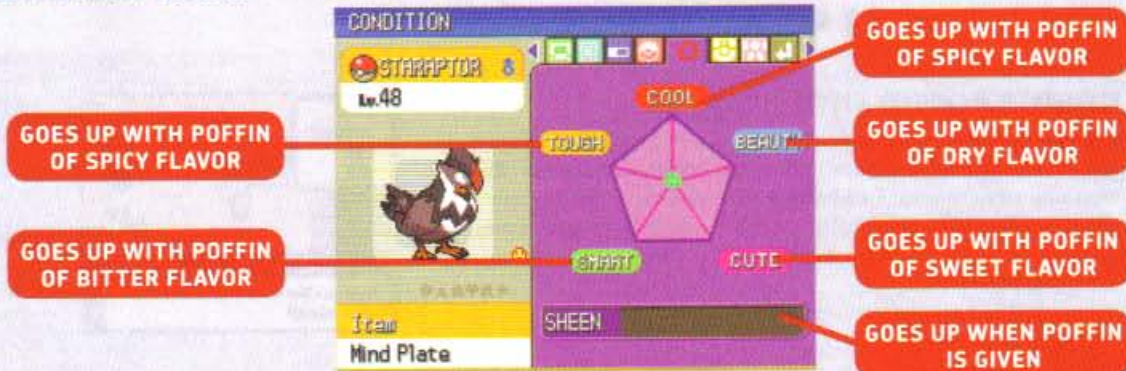 CONDITION
STARAPTOR 8
Lv.48
Item
Mind Plate
COOL
TOUGH
BEAUTY
SMART
CUTE
SHEEN
GOES UP WITH POFFIN
OF SPICY FLAVOR
GOES UP WITH POFFIN
OF BITTER FLAVOR
GOES UP WITH POFFIN
OF SPICY FLAVOR
GOES UP WITH POFFIN
OF DRY FLAVOR
GOES UP WITH POFFIN
OF SWEET FLAVOR
GOES UP WHEN POFFIN
IS GIVEN